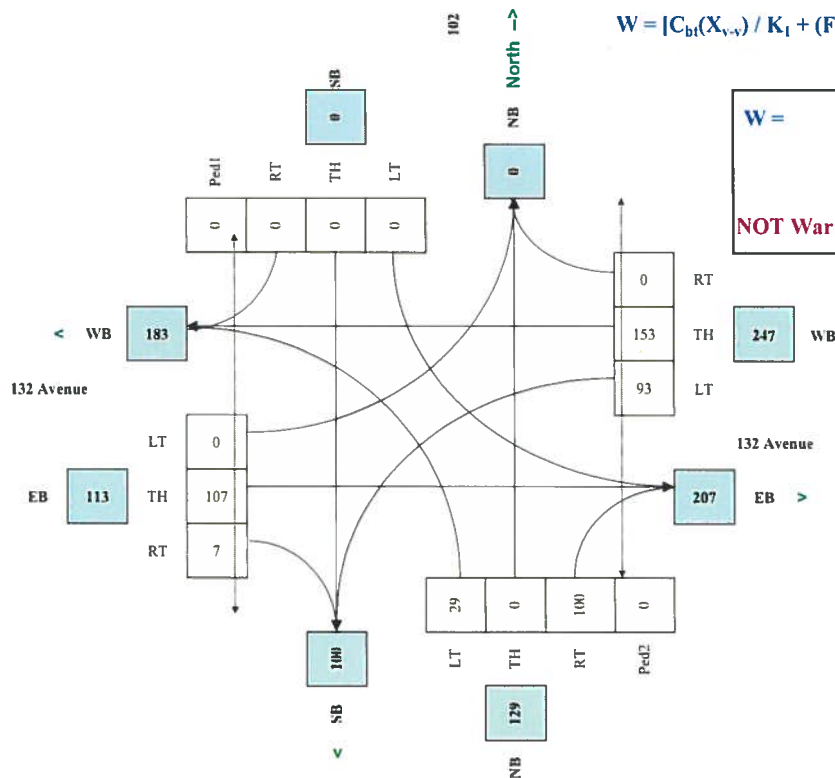 102
W = [Cbt(Xv-v) / K1 + (F
North -->
SB
0
NB
0
W =
NOT War
Ped1
RT
TH
LT
0
0
0
0
< WB 183
132 Avenue
0 RT
153 TH
93 LT
247 WB
LT 0
TH 107
RT 7
EB 113
132 Avenue
207 EB >
29
0
100
0
LT
TH
RT
Ped2
100
SB
<
129
NB